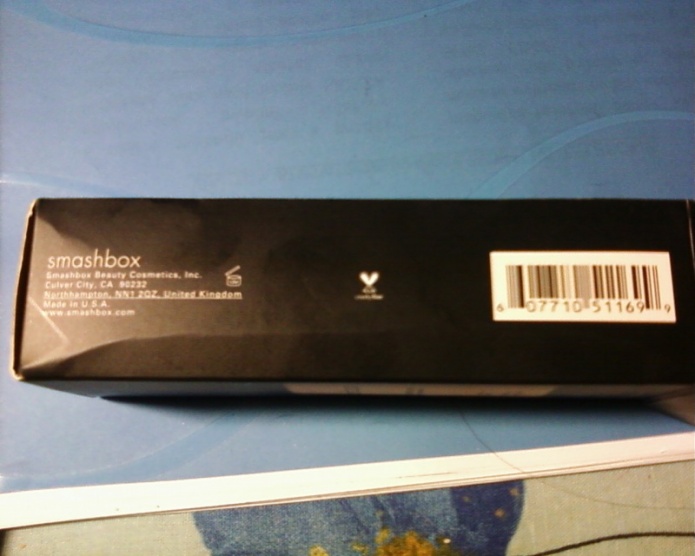 smashbox
Smashbox Beauty Cosmetics, Inc.
Culver City, CA 90232
Northhampton, NN1 2QZ, United Kingdom
Made in U.S.A.
www.smashbox.com
6 07710 51169 9